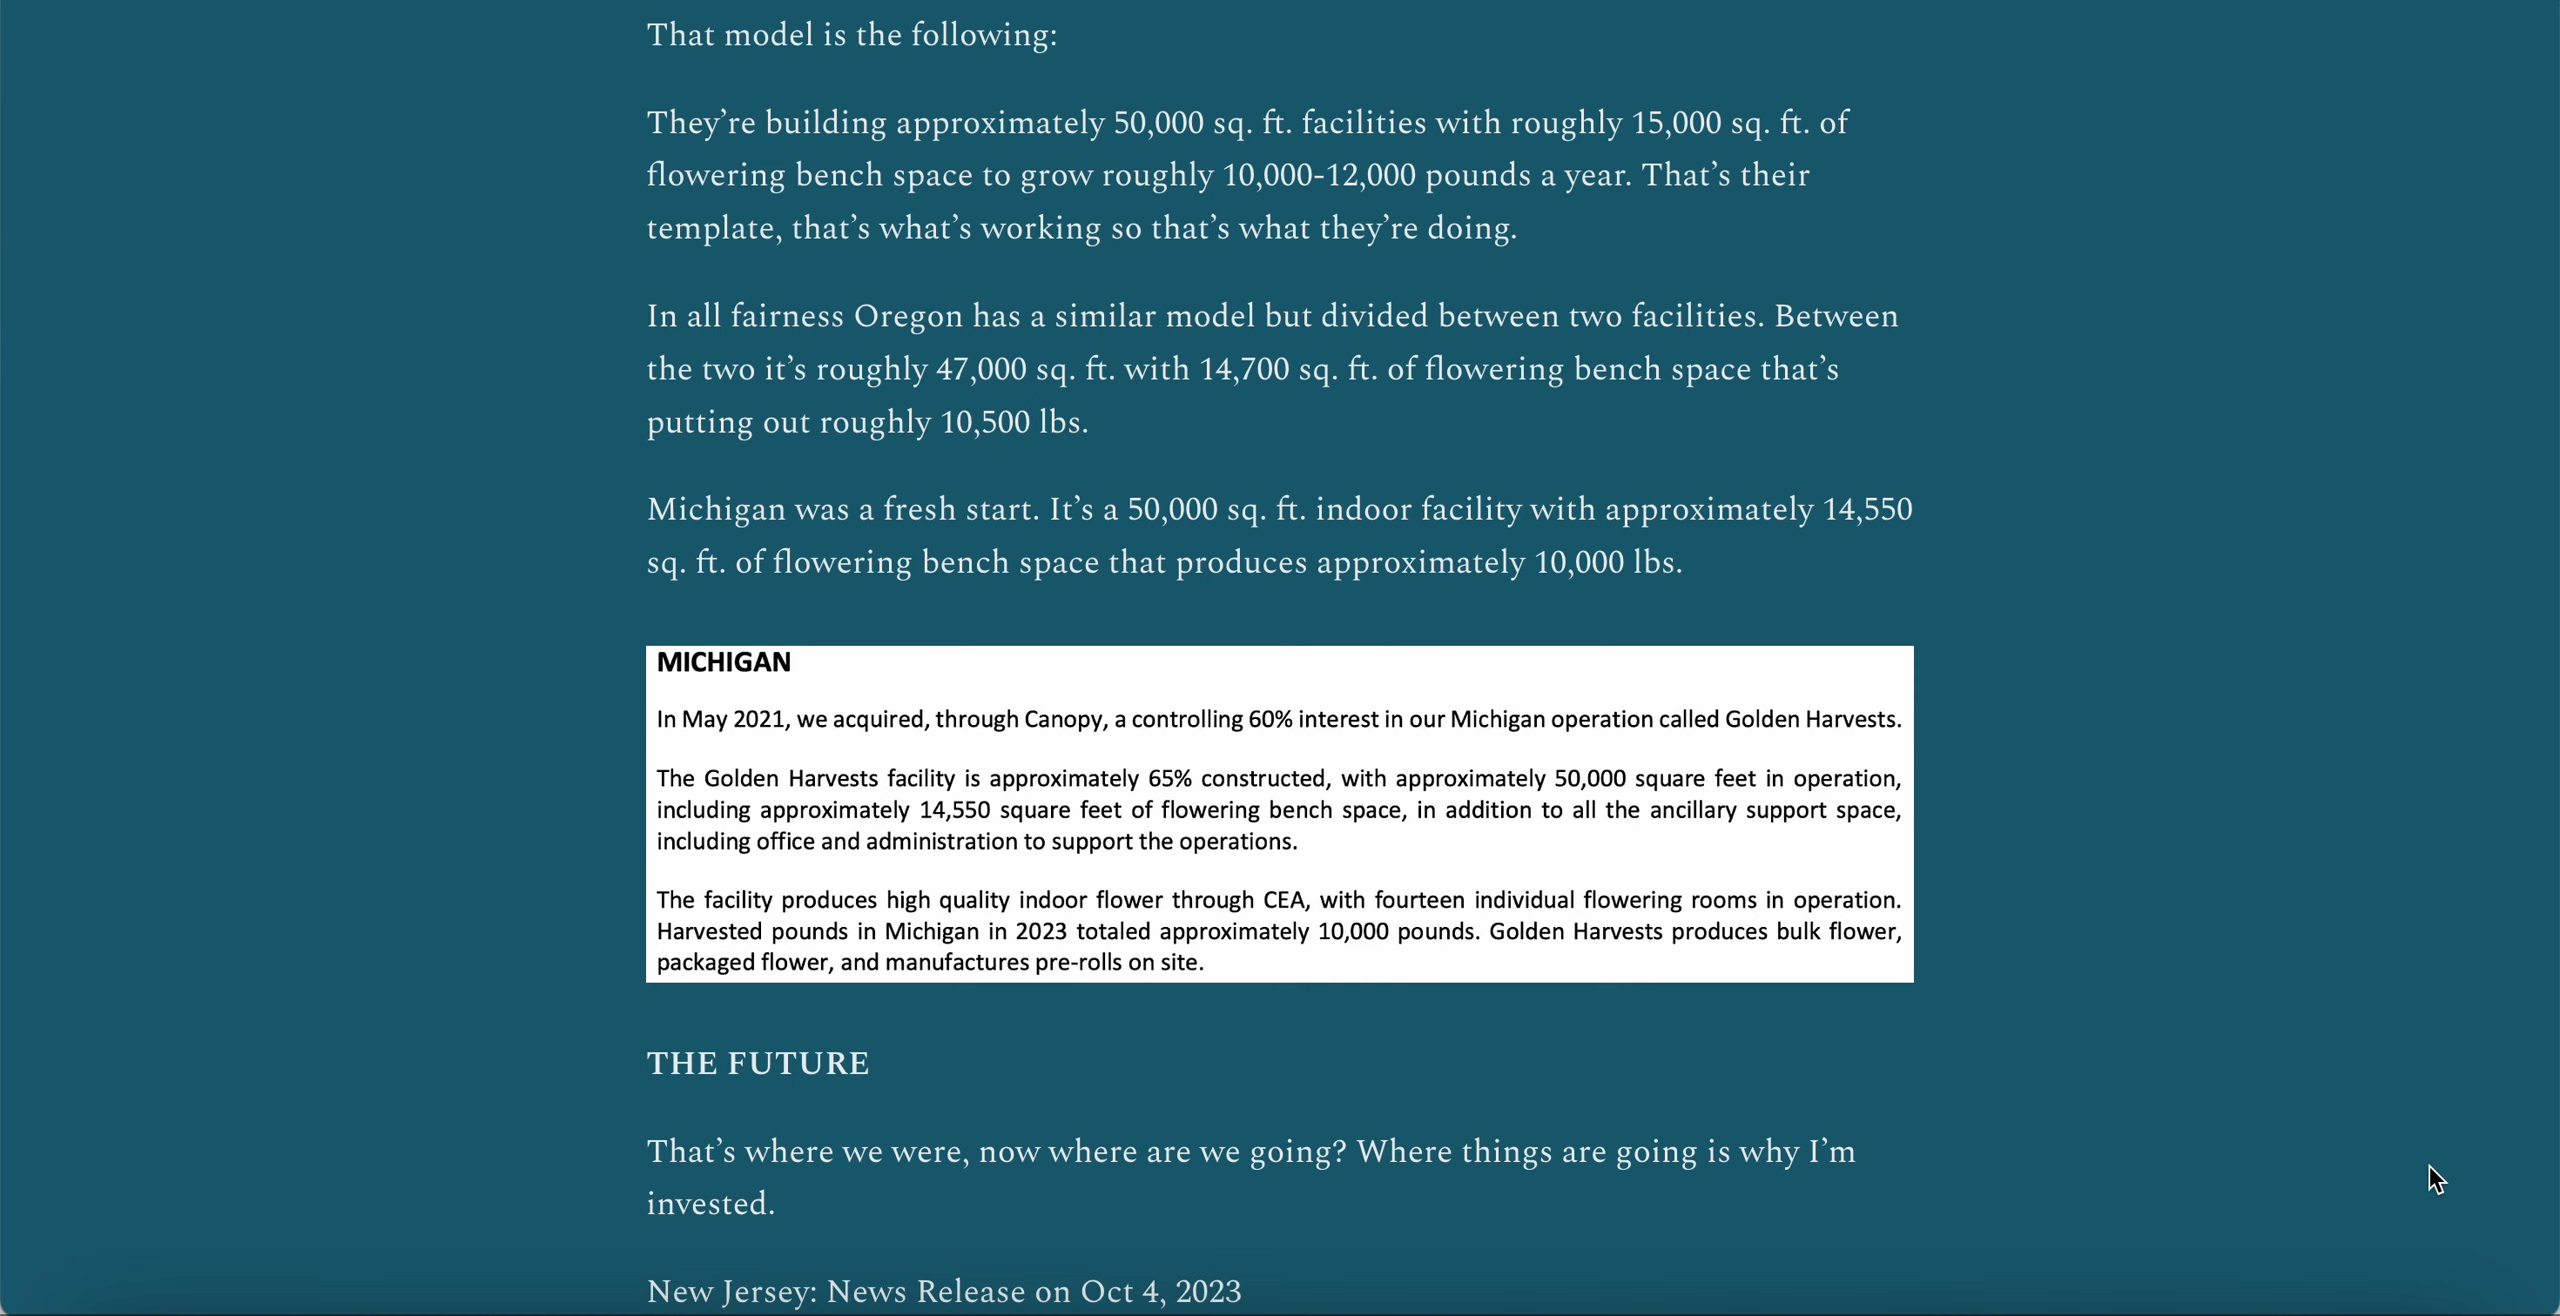 That model is the following:
They’re building approximately 50,000 sq. ft. facilities with roughly 15,000 sq. ft. of
flowering bench space to grow roughly 10,000-12,000 pounds a year. That’s their
template, that’s what’s working so that’s what they’re doing.
In all fairness Oregon has a similar model but divided between two facilities. Between
the two it’s roughly 47,000 sq. ft. with 14,700 sq. ft. of flowering bench space that’s
putting out roughly 10,500 lbs.
Michigan was a fresh start. It’s a 50,000 sq. ft. indoor facility with approximately 14,550
sq. ft. of flowering bench space that produces approximately 10,000 lbs.
MICHIGAN
In May 2021, we acquired, through Canopy, a controlling 60% interest in our Michigan operation called Golden Harvests.
The Golden Harvests facility is approximately 65% constructed, with approximately 50,000 square feet in operation,
including approximately 14,550 square feet of flowering bench space, in addition to all the ancillary support space,
including office and administration to support the operations.
The facility produces high quality indoor flower through CEA, with fourteen individual flowering rooms in operation.
Harvested pounds in Michigan in 2023 totaled approximately 10,000 pounds. Golden Harvests produces bulk flower,
packaged flower, and manufactures pre-rolls on site.
THE FUTURE
That’s where we were, now where are we going? Where things are going is why I’m
invested.
New Jersey: News Release on Oct 4, 2023